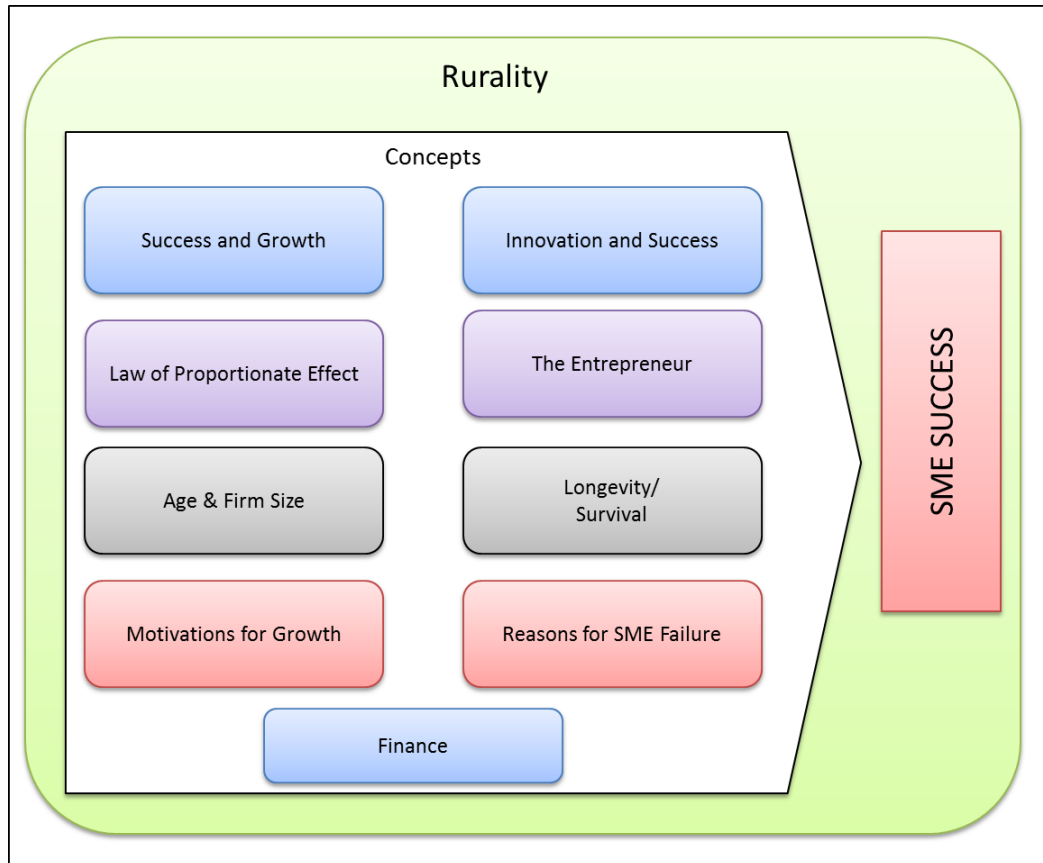 Rurality
Concepts
Success and Growth
Innovation and Success
Law of Proportionate Effect
The Entrepreneur
Age & Firm Size
Longevity/
Survival
Motivations for Growth
Reasons for SME Failure
Finance
SME SUCCESS